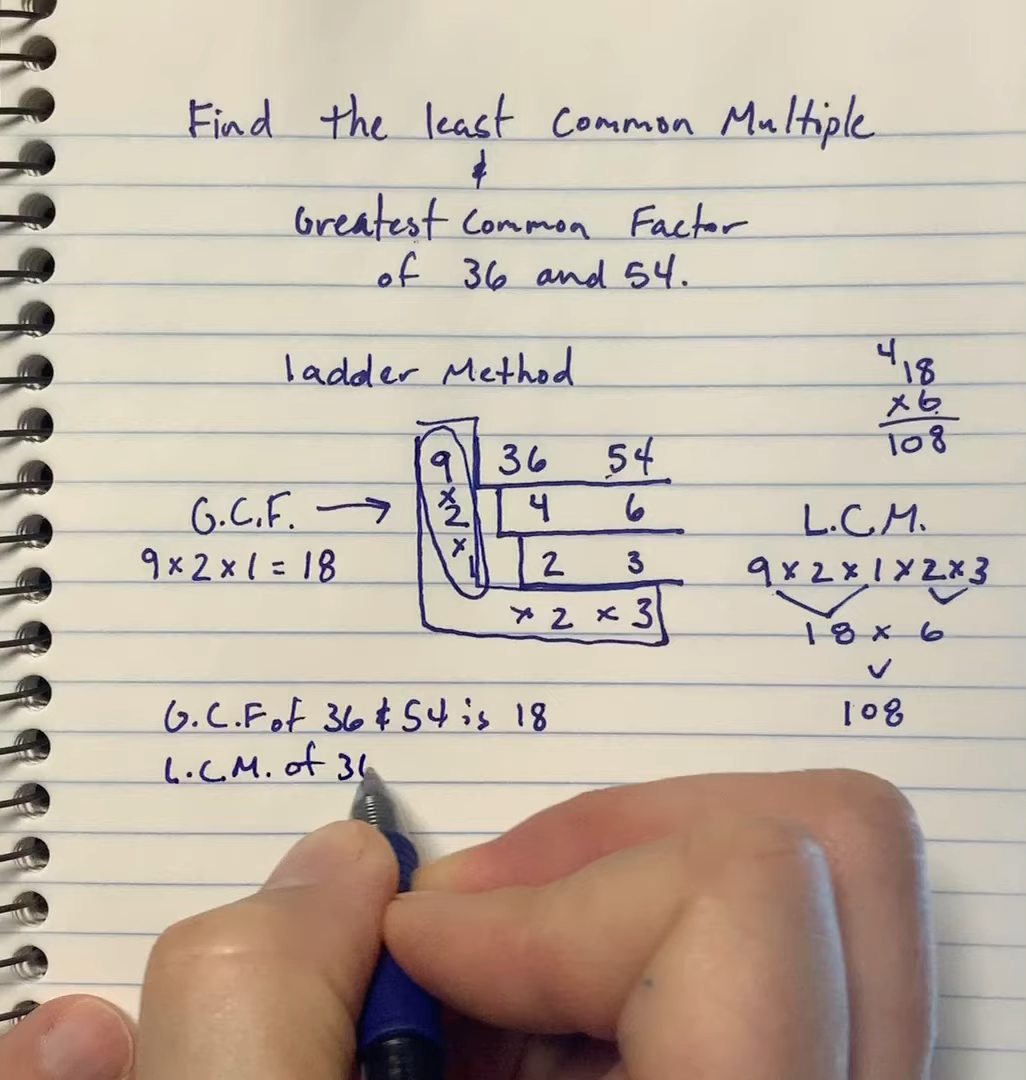 Find the least Common Multiple
&
Greatest Common Factor
of 36 and 54.
ladder Method
4
18
×6
108
9 36 54
× 2 4 6
× 1 2 3
× 2 × 3
G.C.F. →
9 × 2 × 1 = 18
L.C.M.
9 × 2 × 1 × 2 × 3
18 × 6
108
G.C.F of 36 & 54 is 18
L.C.M. of 36